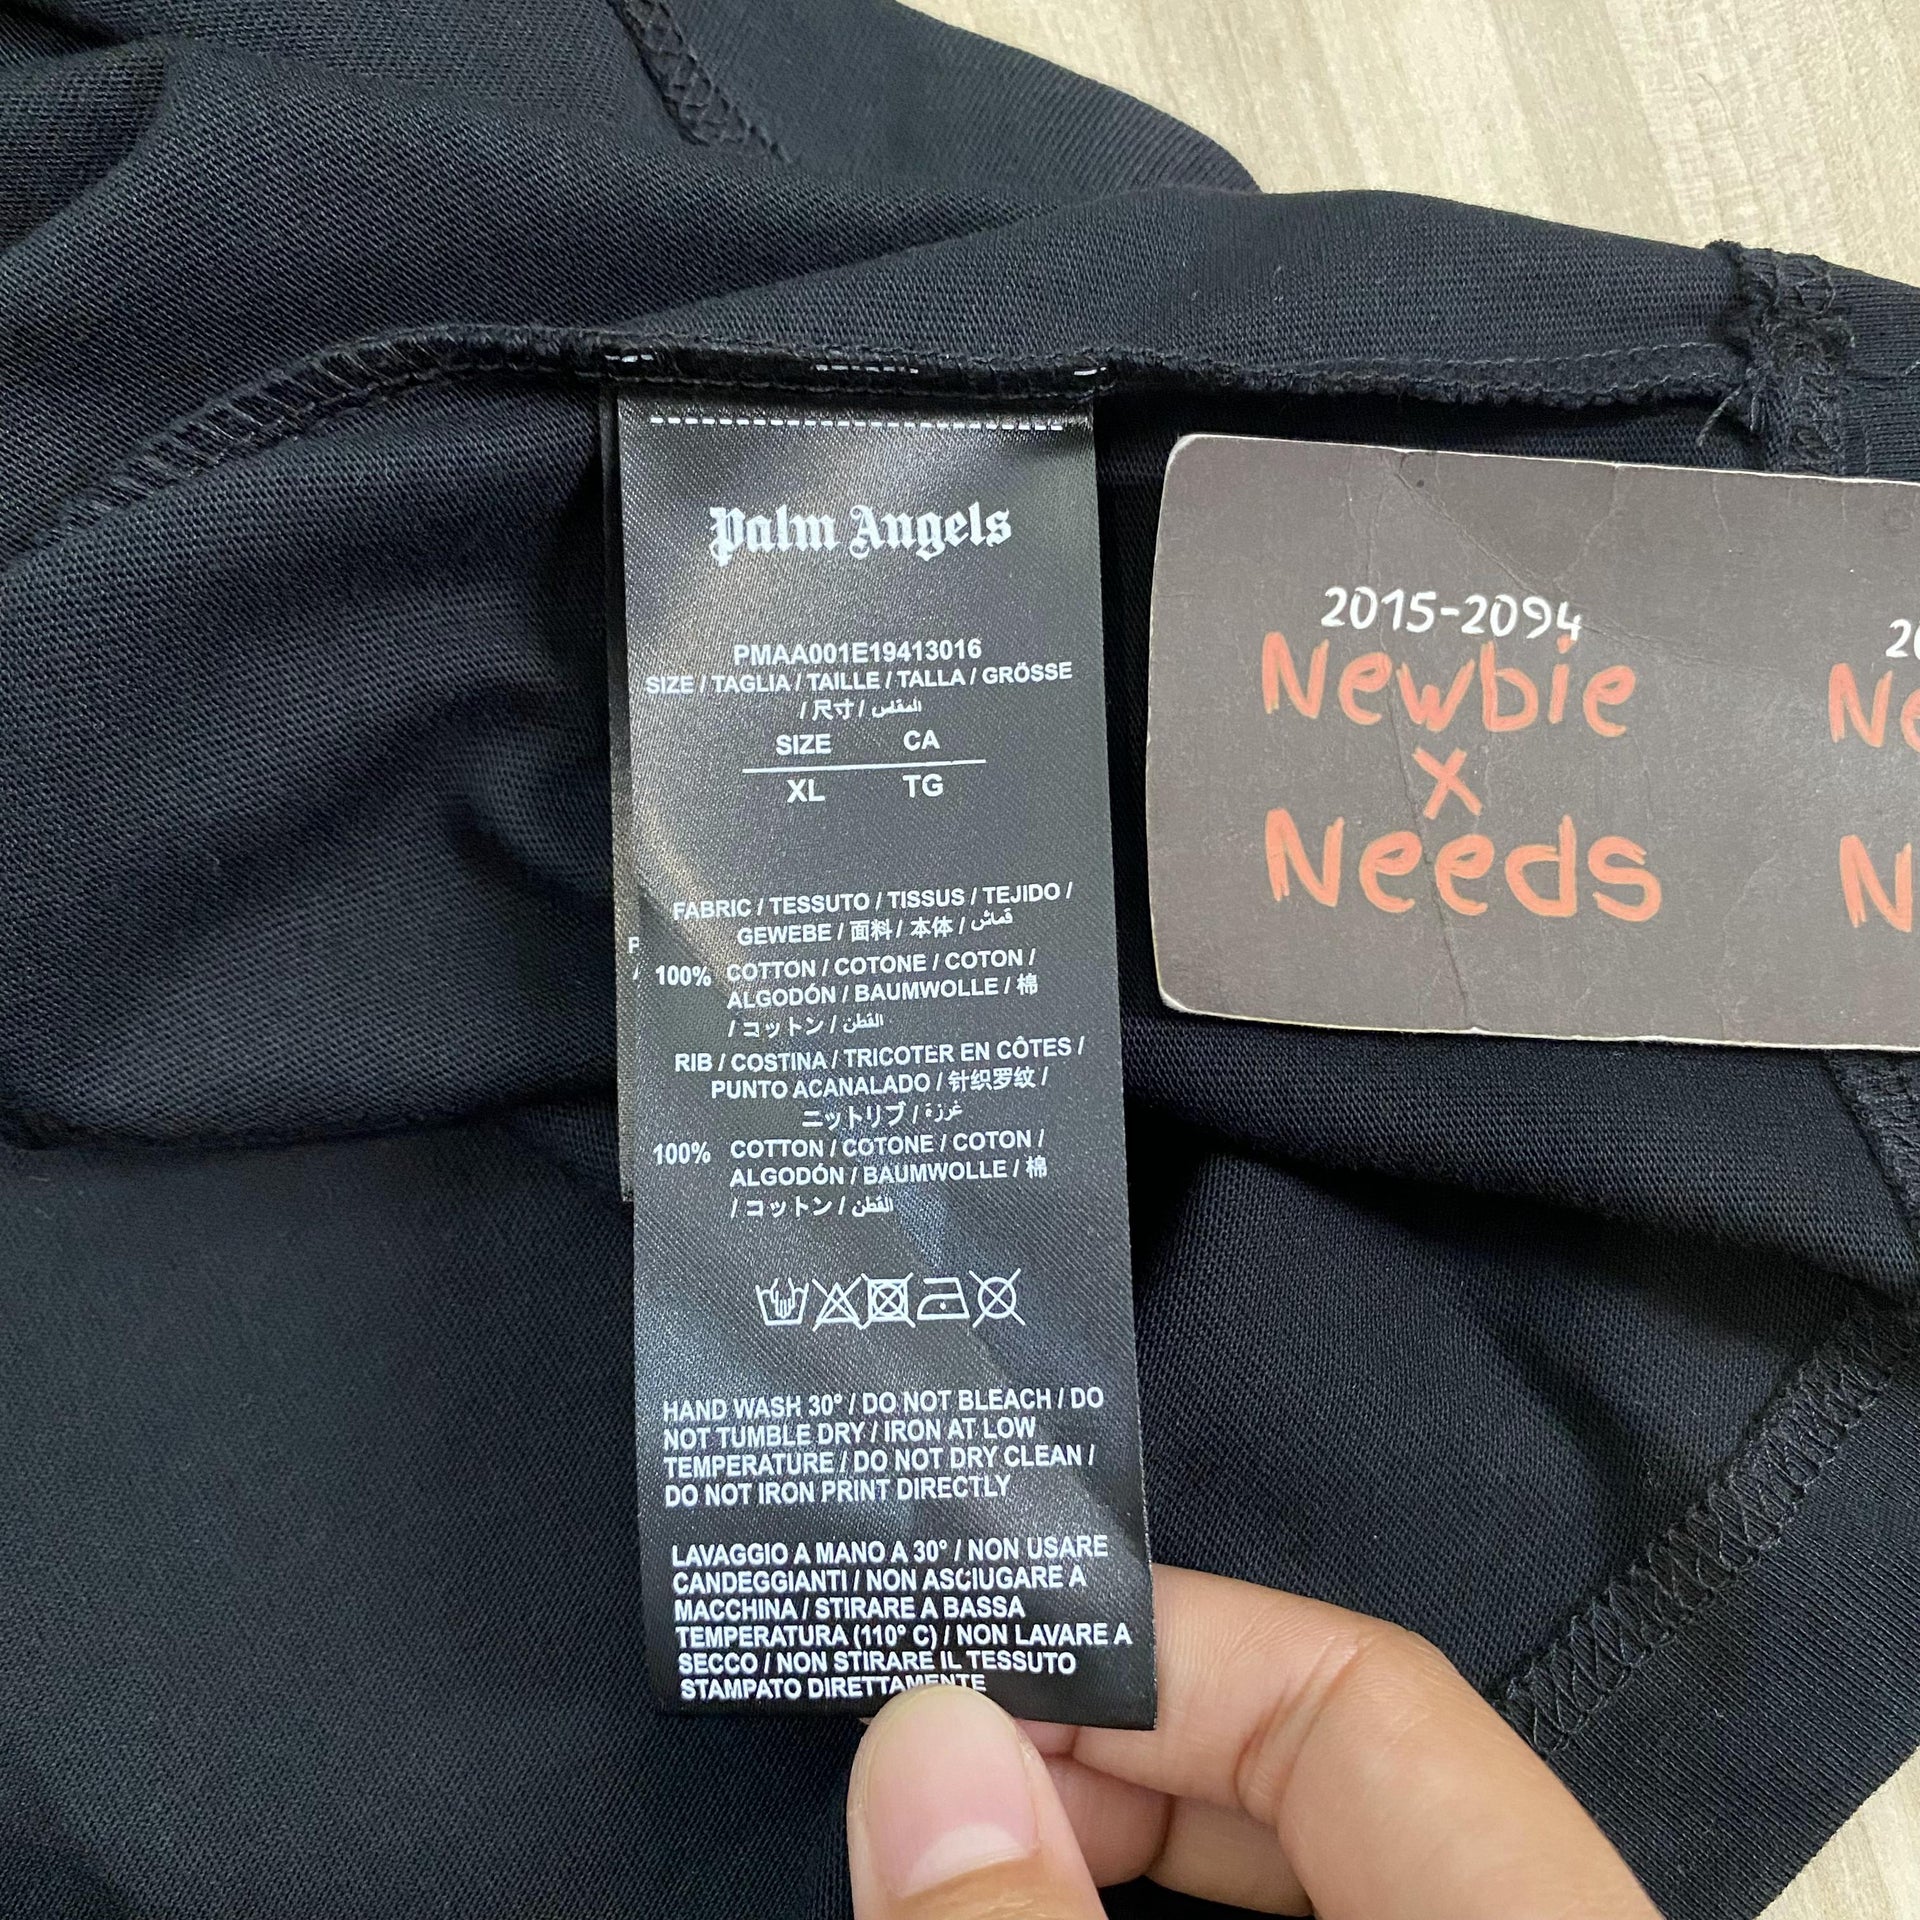 Palm Angels
PMAA001E19413016
SIZE / TAGLIA / TAILLE / TALLA / GRÖSSE
/ 尺寸 / المقاس
SIZE CA
XL TG
FABRIC / TESSUTO / TISSUS / TEJIDO /
GEWEBE / 面料 / 本体 / قماش
100% COTTON / COTONE / COTON /
ALGODÓN / BAUMWOLLE / 棉
/ コットン / القطن
RIB / COSTINA / TRICOTER EN CÔTES /
PUNTO ACANALADO / 针织罗纹 /
ニットリブ / غرزة
100% COTTON / COTONE / COTON /
ALGODÓN / BAUMWOLLE / 棉
/ コットン / القطن
HAND WASH 30° / DO NOT BLEACH / DO
NOT TUMBLE DRY / IRON AT LOW
TEMPERATURE / DO NOT DRY CLEAN /
DO NOT IRON PRINT DIRECTLY
LAVAGGIO A MANO A 30° / NON USARE
CANDEGGIANTI / NON ASCIUGARE A
MACCHINA / STIRARE A BASSA
TEMPERATURA (110° C) / NON LAVARE A
SECCO / NON STIRARE IL TESSUTO
STAMPATO DIRETTAMENTE
2015-2094
Newbie
x
Needs
20
Ne
N